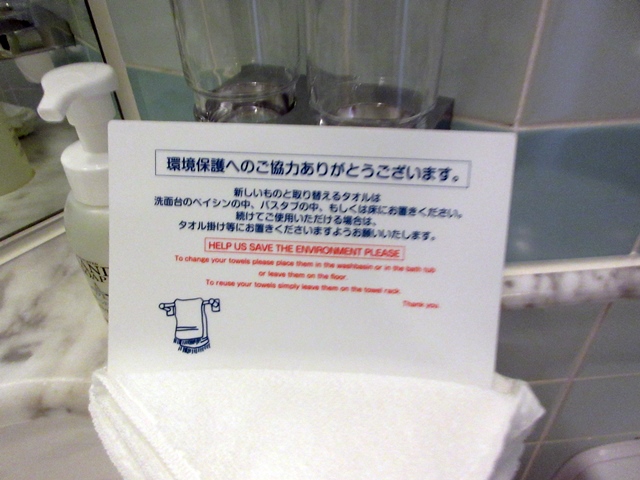 環境保護へのご協力ありがとうございます。
新しいものと取り替えるタオルは
洗面台のベイシンの中、バスタブの中、もしくは床にお置きください。
続けてご使用いただける場合は、
タオル掛け等にお置きくださいますようお願いいたします。
HELP US SAVE THE ENVIRONMENT PLEASE
To change your towels please place them in the washbasin or in the bath tub
or leave them on the floor.
To reuse your towels simply leave them on the towel rack.
Thank you